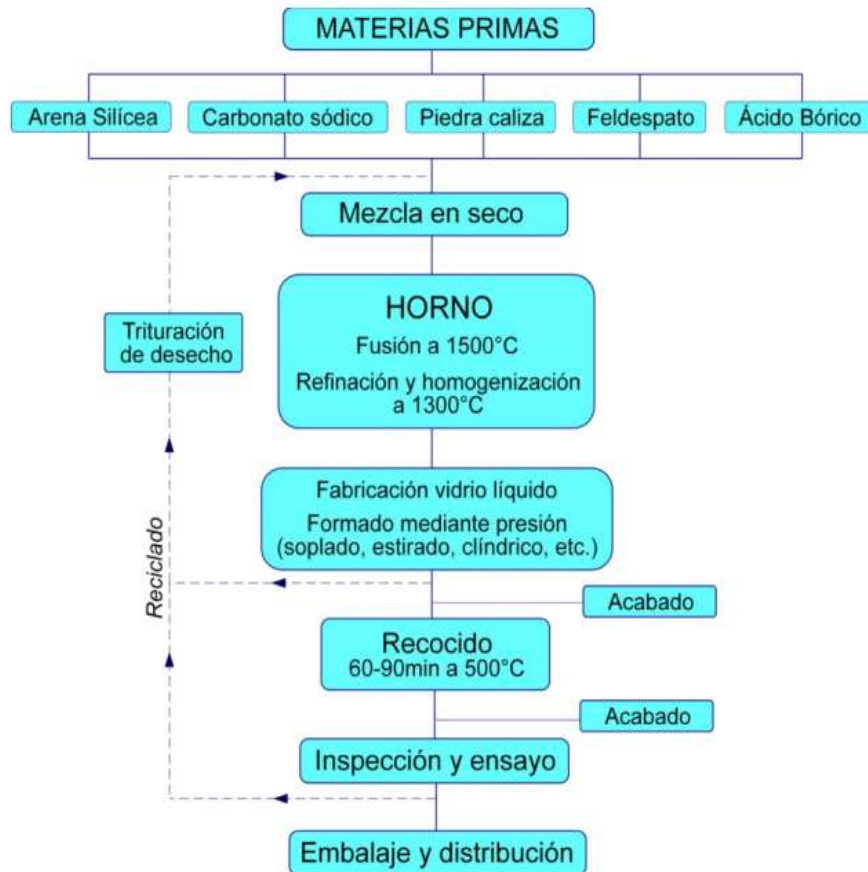 MATERIAS PRIMAS
Arena Silícea
Carbonato sódico
Piedra caliza
Feldespato
Ácido Bórico
Mezcla en seco
HORNO
Fusión a 1500°C
Refinación y homogenización
a 1300°C
Trituración
de desecho
Fabricación vidrio líquido
Formado mediante presión
(soplado, estirado, clíndrico, etc.)
Reciclado
Acabado
Recocido
60-90min a 500°C
Acabado
Inspección y ensayo
Embalaje y distribución